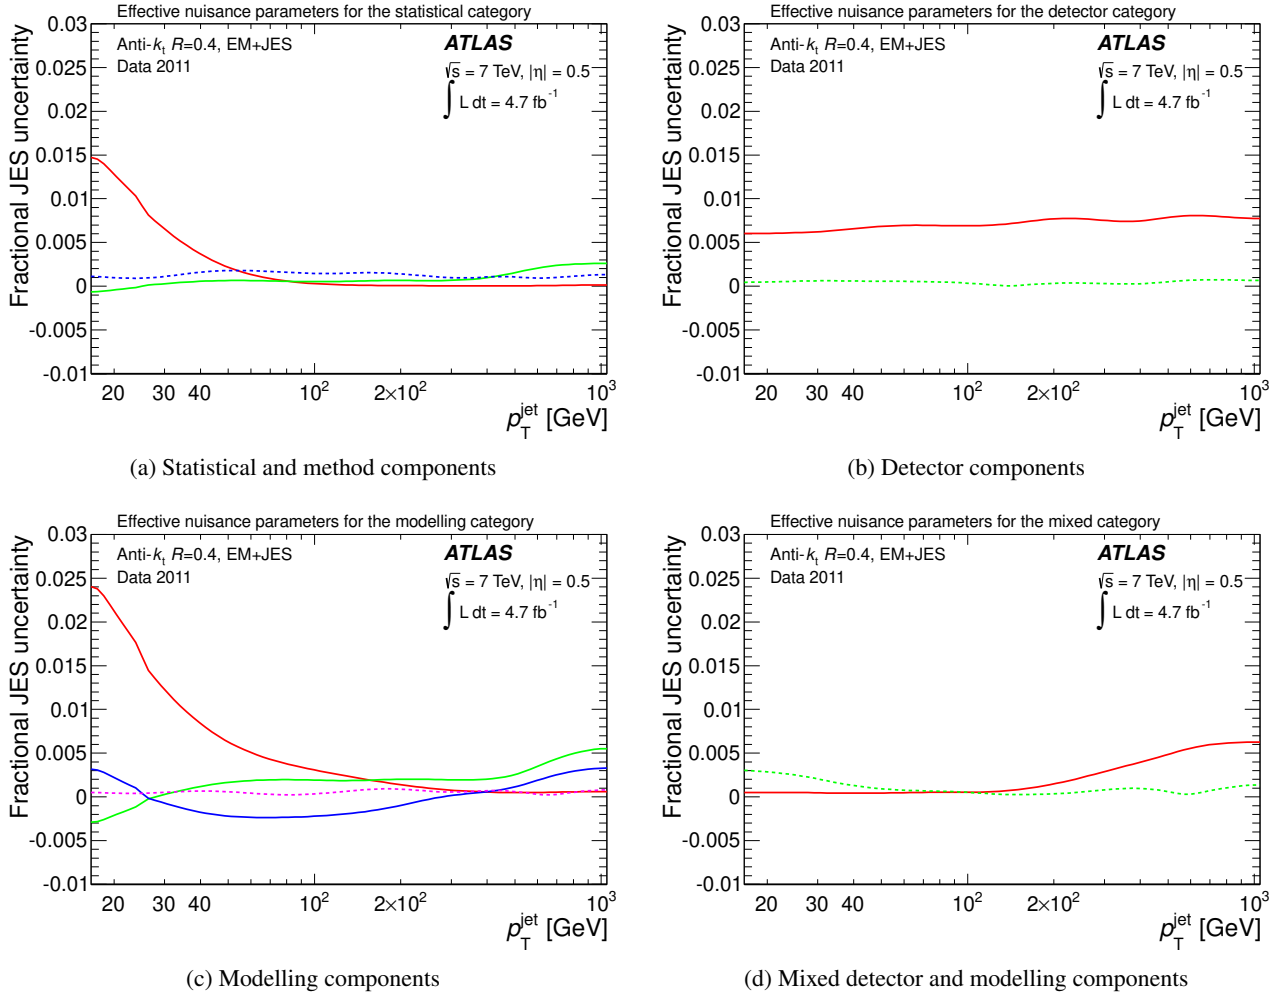 Effective nuisance parameters for the statistical category
Fractional JES uncertainty
0.03
0.025
0.02
0.015
0.01
0.005
0
-0.005
-0.01
Anti-kt R=0.4, EM+JES
Data 2011
ATLAS
√s = 7 TeV, |η| = 0.5
∫ L dt = 4.7 fb-1
20 30 40 10² 2×10² 10³
pTjet [GeV]
(a) Statistical and method components
Effective nuisance parameters for the detector category
Fractional JES uncertainty
0.03
0.025
0.02
0.015
0.01
0.005
0
-0.005
-0.01
Anti-kt R=0.4, EM+JES
Data 2011
ATLAS
√s = 7 TeV, |η| = 0.5
∫ L dt = 4.7 fb-1
20 30 40 10² 2×10² 10³
pTjet [GeV]
(b) Detector components
Effective nuisance parameters for the modelling category
Fractional JES uncertainty
0.03
0.025
0.02
0.015
0.01
0.005
0
-0.005
-0.01
Anti-kt R=0.4, EM+JES
Data 2011
ATLAS
√s = 7 TeV, |η| = 0.5
∫ L dt = 4.7 fb-1
20 30 40 10² 2×10² 10³
pTjet [GeV]
(c) Modelling components
Effective nuisance parameters for the mixed category
Fractional JES uncertainty
0.03
0.025
0.02
0.015
0.01
0.005
0
-0.005
-0.01
Anti-kt R=0.4, EM+JES
Data 2011
ATLAS
√s = 7 TeV, |η| = 0.5
∫ L dt = 4.7 fb-1
20 30 40 10² 2×10² 10³
pTjet [GeV]
(d) Mixed detector and modelling components